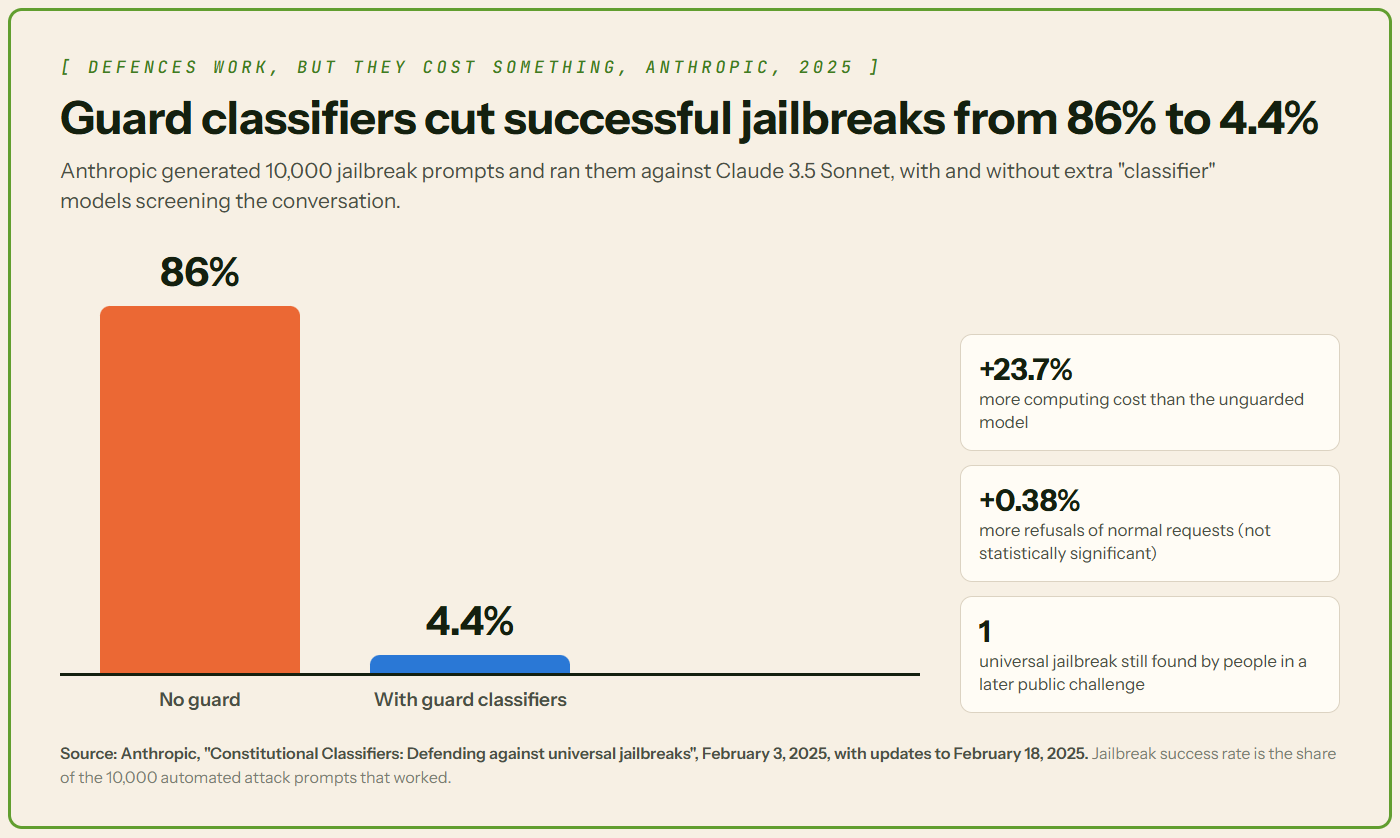 [ DEFENCES WORK, BUT THEY COST SOMETHING, ANTHROPIC, 2025 ]
Guard classifiers cut successful jailbreaks from 86% to 4.4%
Anthropic generated 10,000 jailbreak prompts and ran them against Claude 3.5 Sonnet, with and without extra "classifier"
models screening the conversation.
86%
4.4%
No guard
With guard classifiers
+23.7%
more computing cost than the unguarded
model
+0.38%
more refusals of normal requests (not
statistically significant)
1
universal jailbreak still found by people in a
later public challenge
Source: Anthropic, "Constitutional Classifiers: Defending against universal jailbreaks", February 3, 2025, with updates to February 18, 2025. Jailbreak success rate is the share
of the 10,000 automated attack prompts that worked.